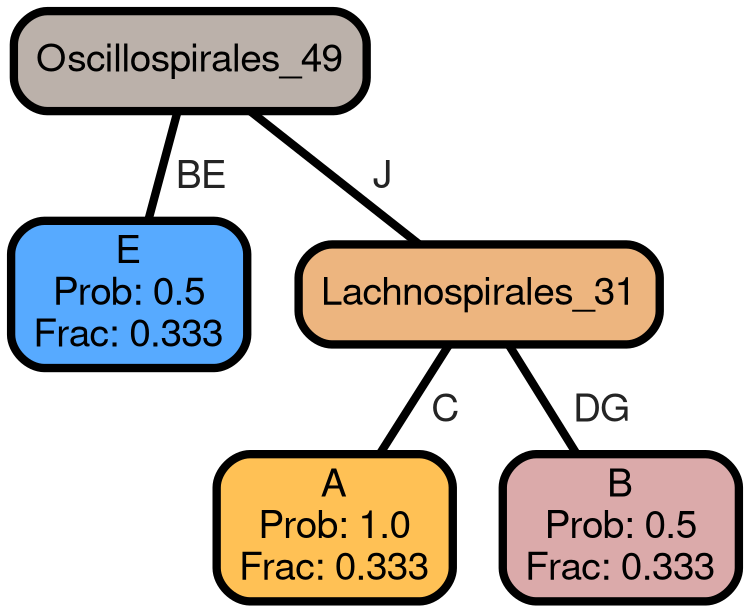 Oscillospirales_49
BE
J
E
Prob: 0.5
Frac: 0.333
Lachnospirales_31
C
DG
A
Prob: 1.0
Frac: 0.333
B
Prob: 0.5
Frac: 0.333